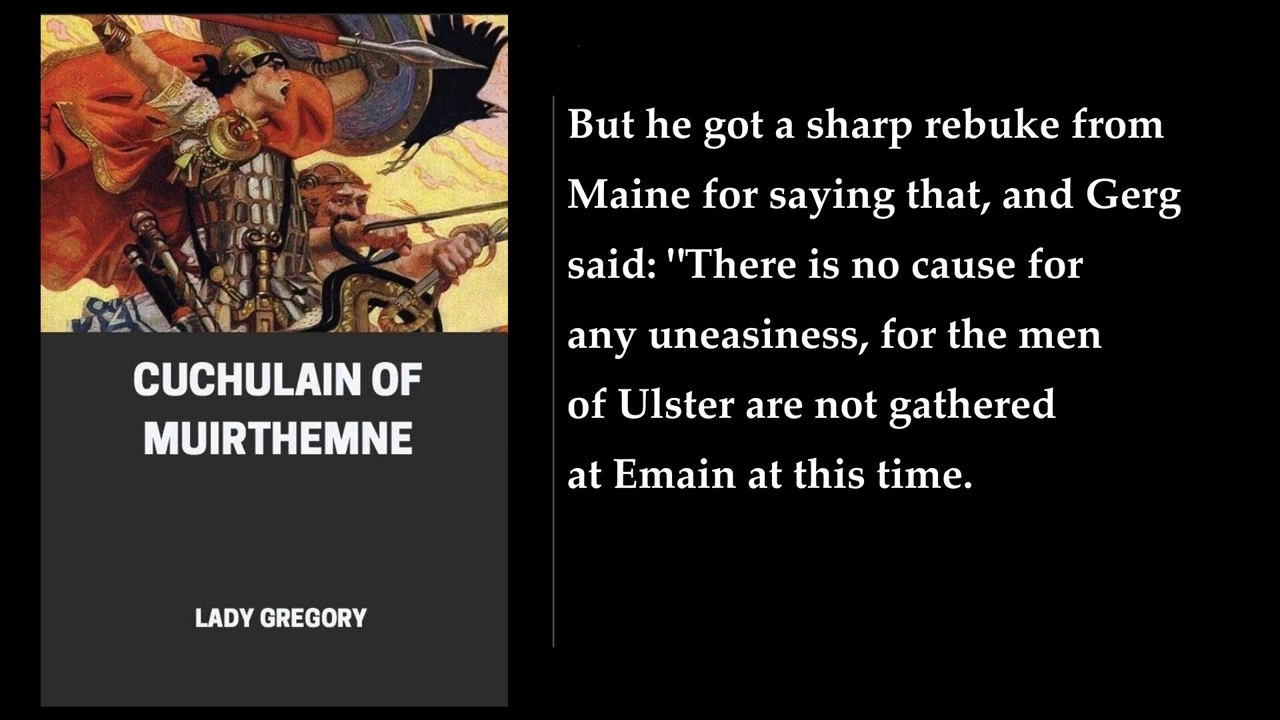 CUCHULAIN OF
MUIRTHEMNE
LADY GREGORY
But he got a sharp rebuke from
Maine for saying that, and Gerg
said: "There is no cause for
any uneasiness, for the men
of Ulster are not gathered
at Emain at this time.